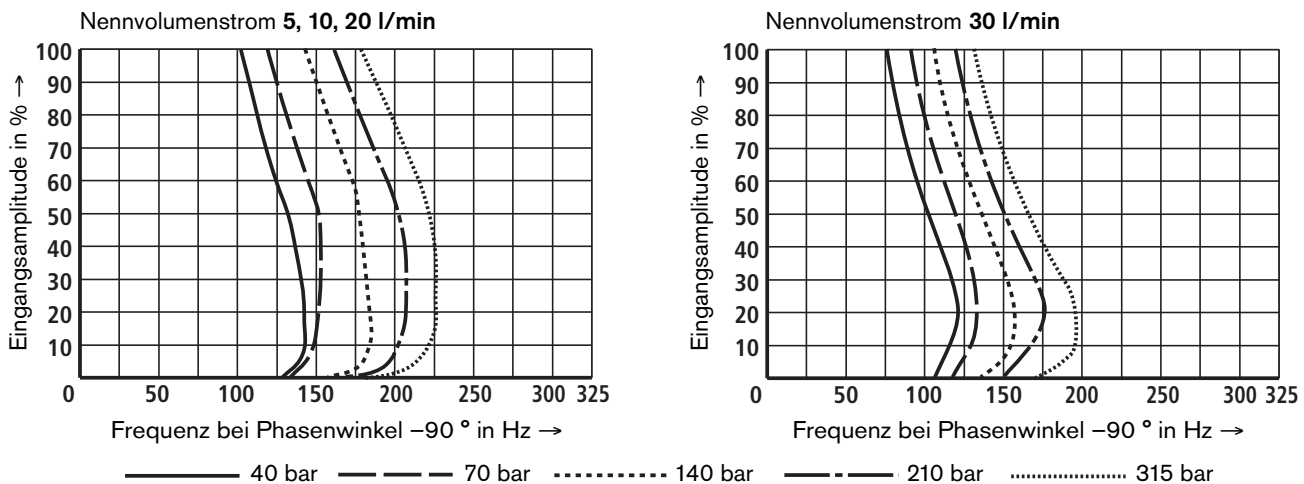 Nennvolumenstrom 5, 10, 20 l/min
Eingangsamplitude in % →
100
90
80
70
60
50
40
30
20
10
0 50 100 150 200 250 300 325
Frequenz bei Phasenwinkel –90 ° in Hz →
Nennvolumenstrom 30 l/min
Eingangsamplitude in % →
100
90
80
70
60
50
40
30
20
10
0 50 100 150 200 250 300 325
Frequenz bei Phasenwinkel –90 ° in Hz →
40 bar 70 bar 140 bar 210 bar 315 bar